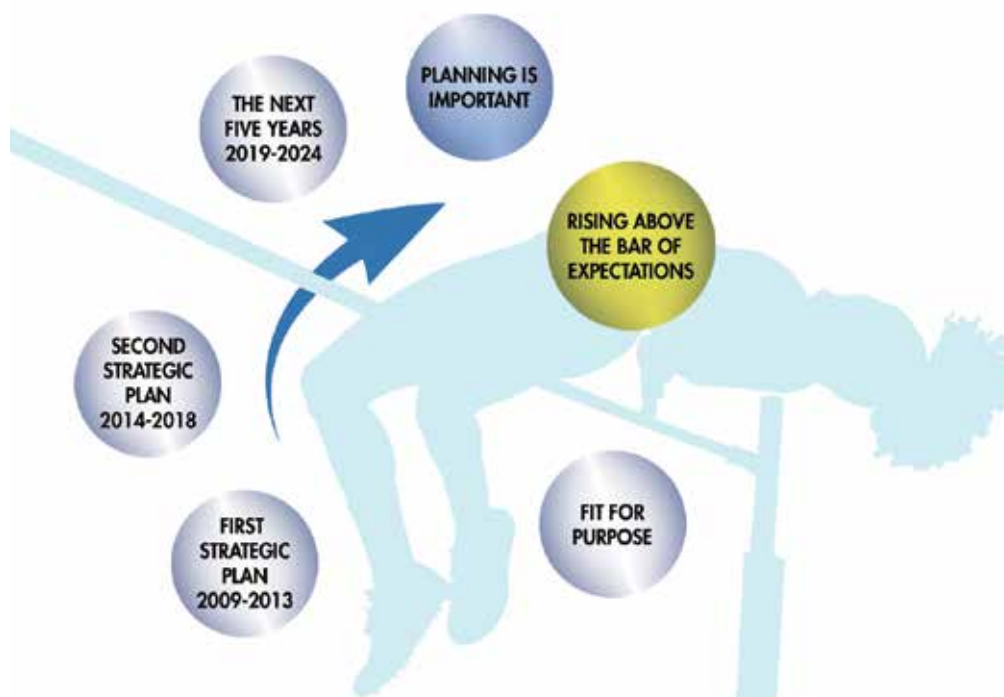 PLANNING IS
IMPORTANT
THE NEXT
FIVE YEARS
2019-2024
RISING ABOVE
THE BAR OF
EXPECTATIONS
SECOND
STRATEGIC
PLAN
2014-2018
FIRST
STRATEGIC
PLAN
2009-2013
FIT FOR
PURPOSE